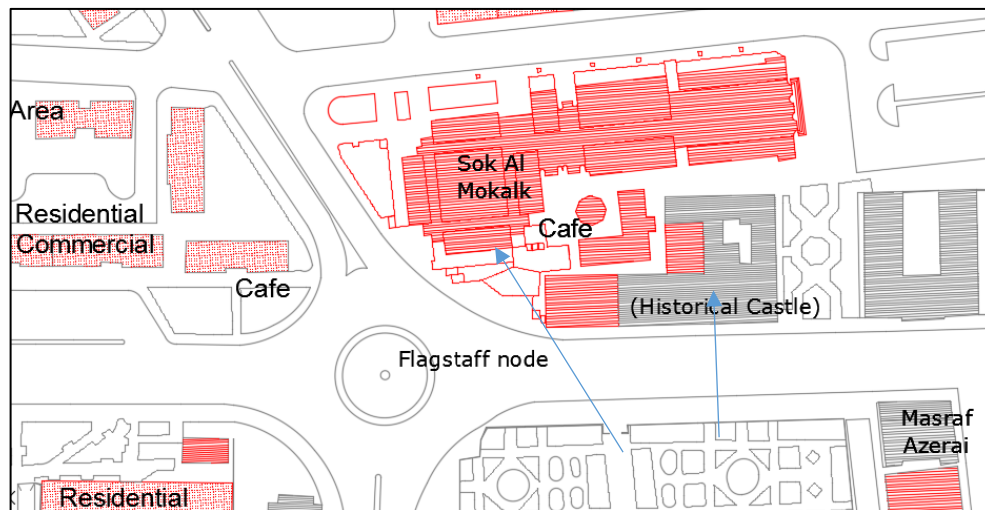 Area
Sok Al
Mokalk
Residential
Commercial
Cafe
Cafe
(Historical Castle)
Flagstaff node
Masraf
Azerai
Residential